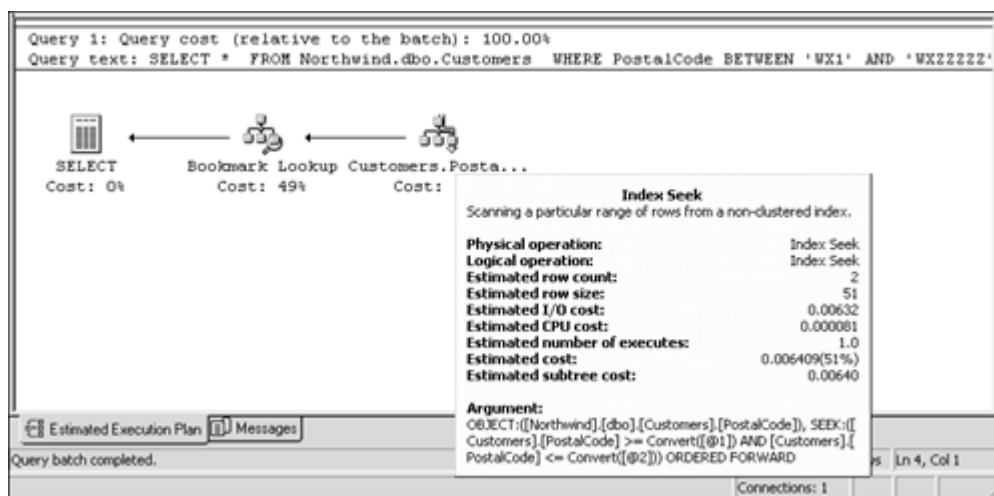 Query 1: Query cost (relative to the batch): 100.00%
Query text: SELECT *  FROM Northwind.dbo.Customers  WHERE PostalCode BETWEEN 'WX1' AND 'WXZZZZZ'
SELECT
Cost: 0%
Bookmark Lookup
Cost: 49%
Customers.Posta...
Cost:
Index Seek
Scanning a particular range of rows from a non-clustered index.
Physical operation: Index Seek
Logical operation: Index Seek
Estimated row count: 2
Estimated row size: 51
Estimated I/O cost: 0.00632
Estimated CPU cost: 0.000081
Estimated number of executes: 1.0
Estimated cost: 0.006409(51%)
Estimated subtree cost: 0.00640
Argument:
OBJECT:([Northwind].[dbo].[Customers].[PostalCode]), SEEK:([
Customers].[PostalCode] >= Convert([@1]) AND [Customers].[
PostalCode] <= Convert([@2])) ORDERED FORWARD
Estimated Execution Plan
Messages
Query batch completed.
Ln 4, Col 1
Connections: 1